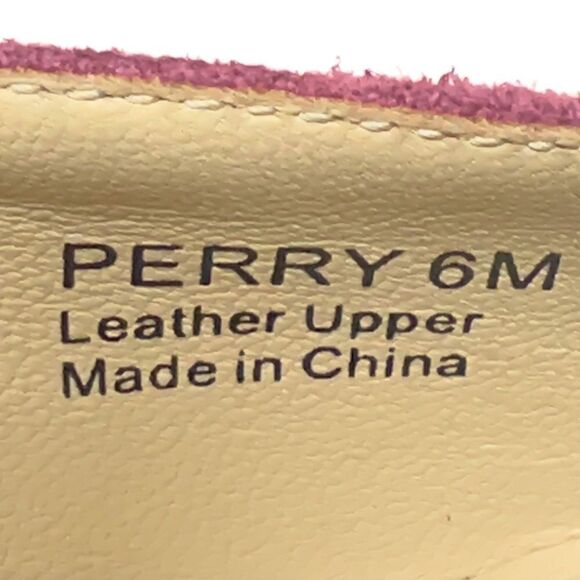 PERRY 6M
Leather Upper
Made in China